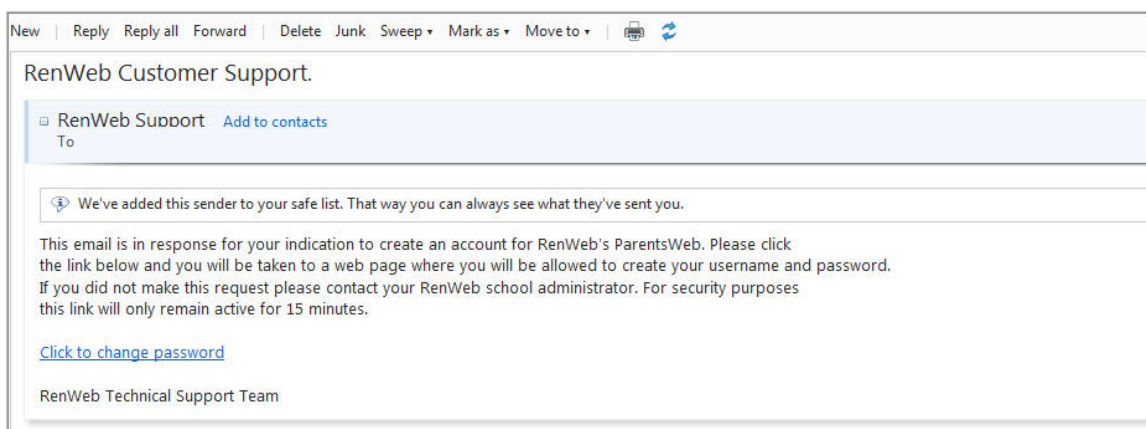 New | Reply Reply all Forward | Delete Junk Sweep ▾ Mark as ▾ Move to ▾ |
RenWeb Customer Support.
RenWeb Support Add to contacts
To
We've added this sender to your safe list. That way you can always see what they've sent you.
This email is in response for your indication to create an account for RenWeb's ParentsWeb. Please click
the link below and you will be taken to a web page where you will be allowed to create your username and password.
If you did not make this request please contact your RenWeb school administrator. For security purposes
this link will only remain active for 15 minutes.
Click to change password
RenWeb Technical Support Team